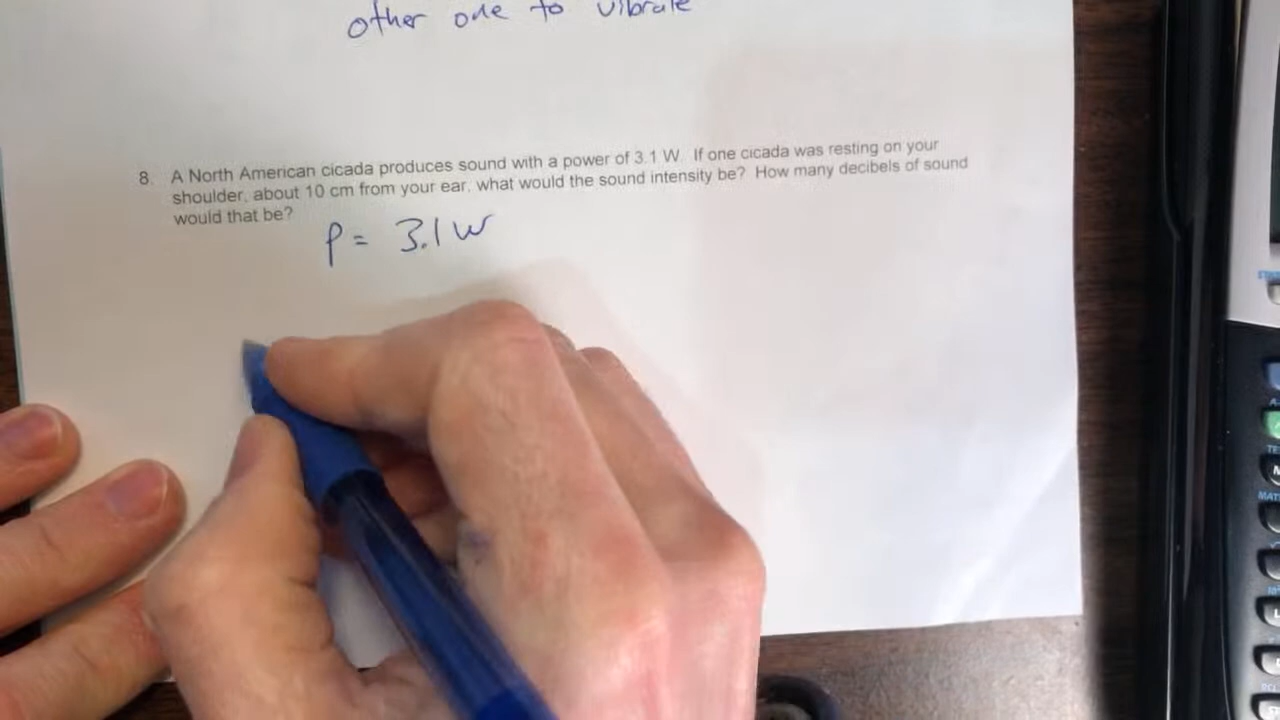 other one to vibrate
8. A North American cicada produces sound with a power of 3.1 W. If one cicada was resting on your
shoulder, about 10 cm from your ear, what would the sound intensity be? How many decibels of sound
would that be?
P = 3.1 W